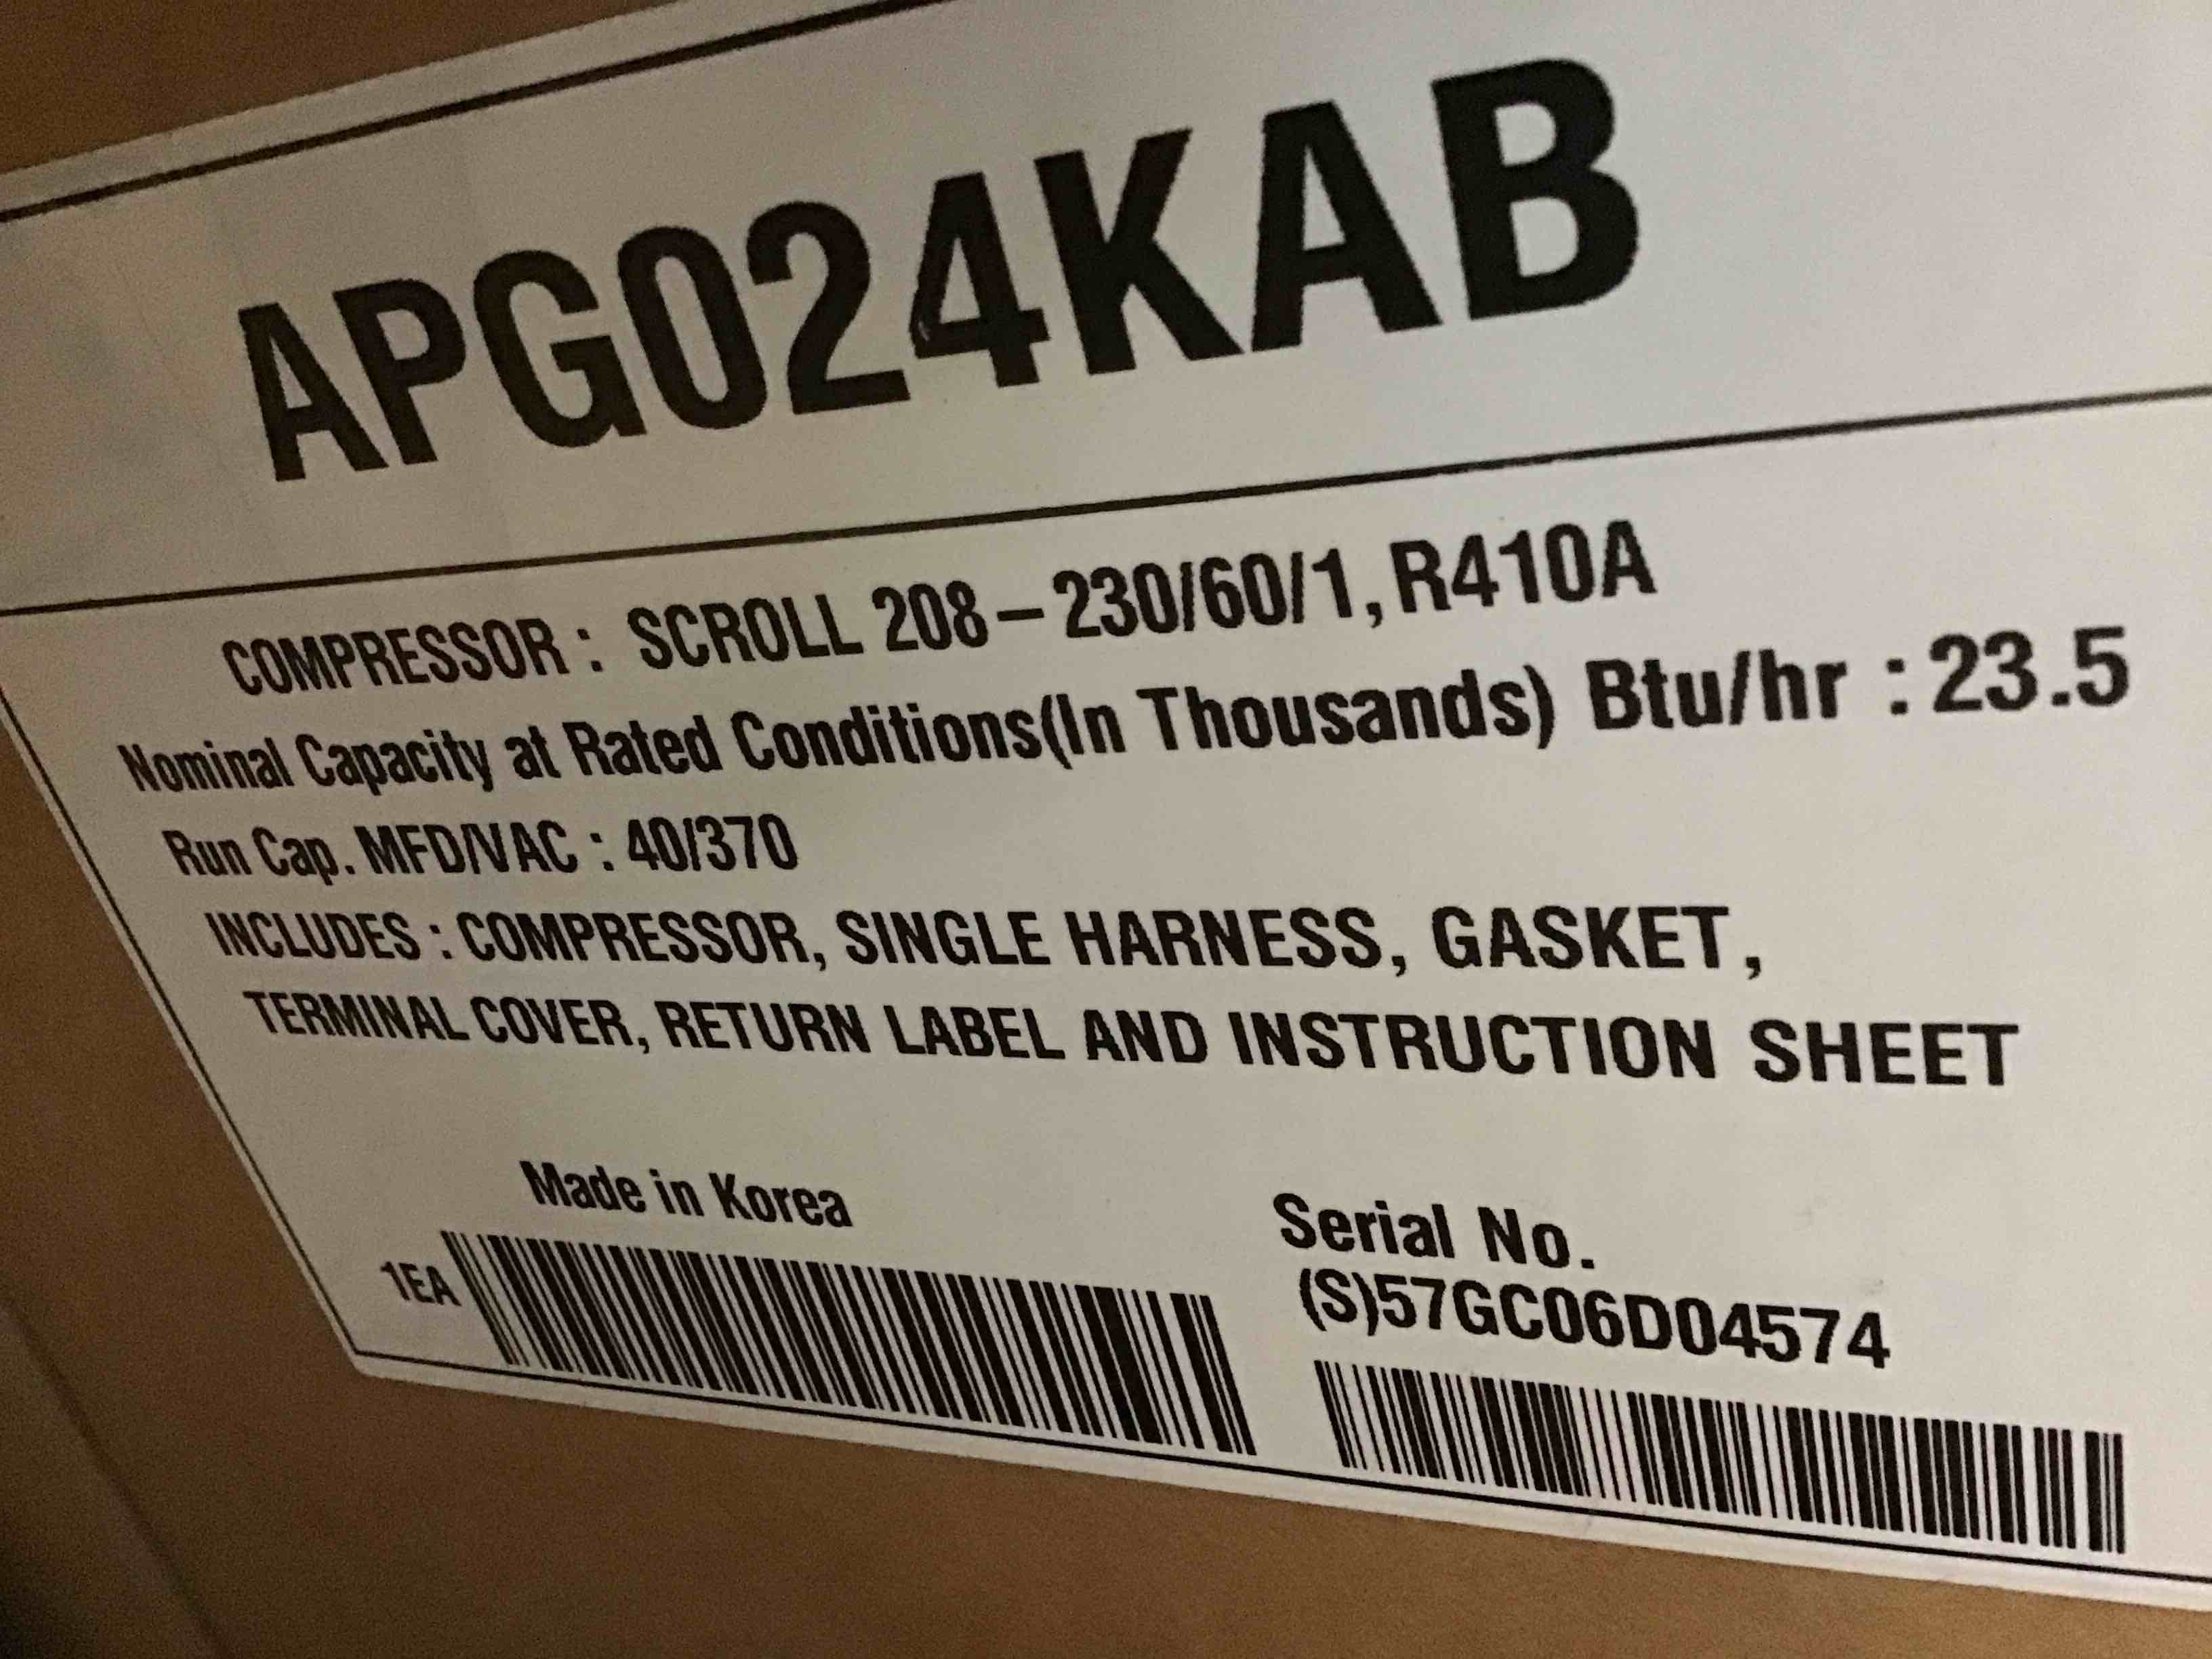 APG024KAB
COMPRESSOR : SCROLL 208-230/60/1, R410A
Nominal Capacity at Rated Conditions(In Thousands) Btu/hr : 23.5
Run Cap. MFD/VAC : 40/370
INCLUDES : COMPRESSOR, SINGLE HARNESS, GASKET,
TERMINAL COVER, RETURN LABEL AND INSTRUCTION SHEET
Made in Korea
1EA
Serial No.
(S)57GC06D04574